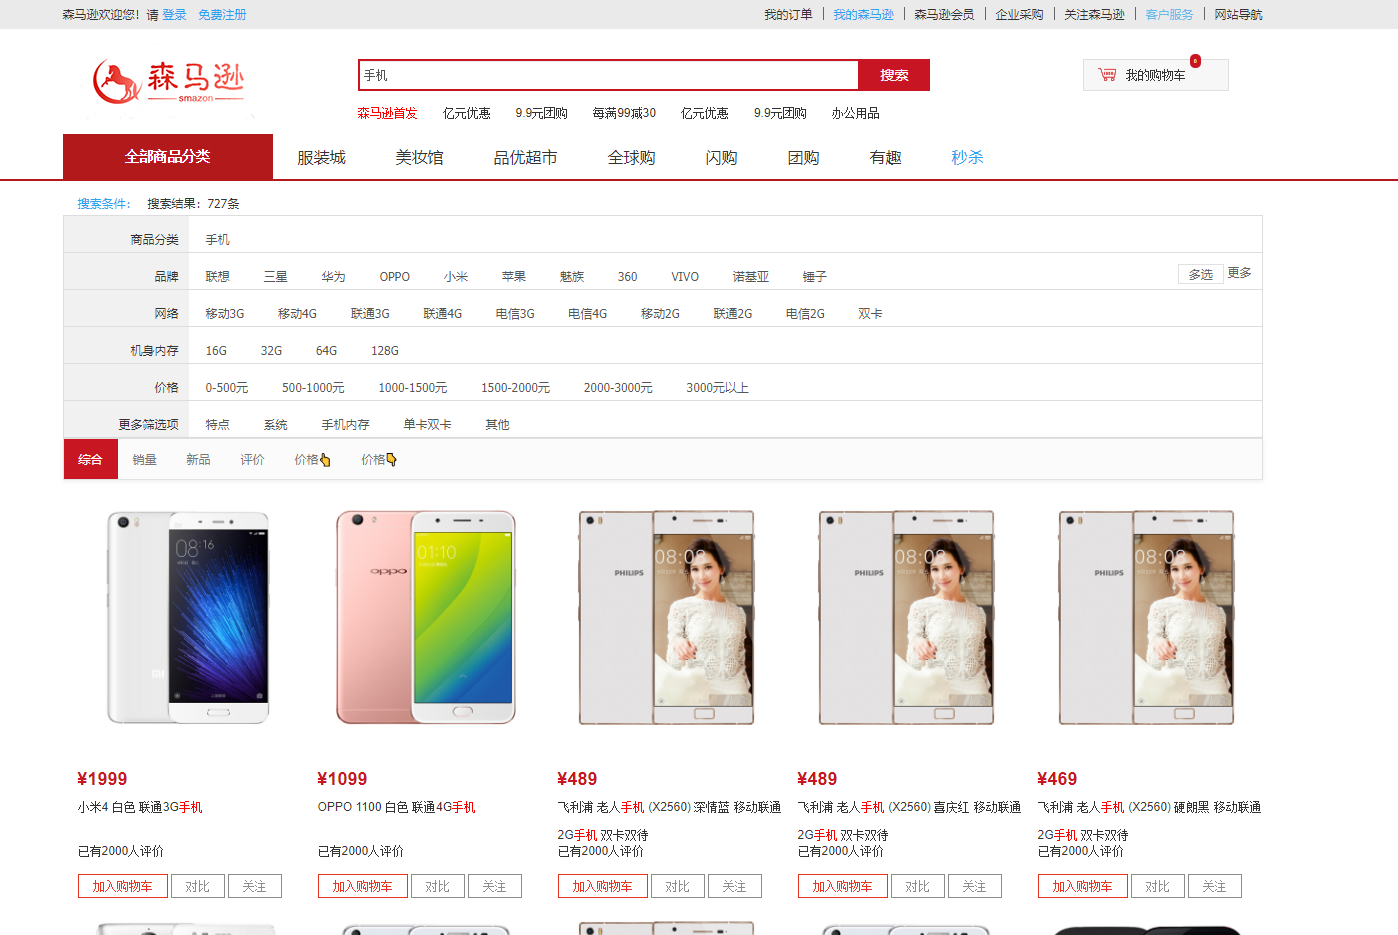 森马逊欢迎您！请 登录 免费注册
我的订单 我的森马逊 森马逊会员 企业采购 关注森马逊 客户服务 网站导航
森马逊
smazon
手机 搜索
0
我的购物车
森马逊首发 亿元优惠 9.9元团购 每满99减30 亿元优惠 9.9元团购 办公用品
全部商品分类 服装城 美妆馆 品优超市 全球购 闪购 团购 有趣 秒杀
搜索条件： 搜索结果：727条
商品分类 手机
品牌 联想 三星 华为 OPPO 小米 苹果 魅族 360 VIVO 诺基亚 锤子 多选 更多
网络 移动3G 移动4G 联通3G 联通4G 电信3G 电信4G 移动2G 联通2G 电信2G 双卡
机身内存 16G 32G 64G 128G
价格 0-500元 500-1000元 1000-1500元 1500-2000元 2000-3000元 3000元以上
更多筛选项 特点 系统 手机内存 单卡双卡 其他
综合 销量 新品 评价 价格👆 价格👇
08:16
mi
oppo
01:10
PHILIPS 08:08
PHILIPS 08:08
PHILIPS 08:08
¥1999 ¥1099 ¥489 ¥489 ¥469
小米4 白色 联通3G手机 OPPO 1100 白色 联通4G手机 飞利浦 老人手机 (X2560) 深情蓝 移动联通 飞利浦 老人手机 (X2560) 喜庆红 移动联通 飞利浦 老人手机 (X2560) 硬朗黑 移动联通
2G手机 双卡双待 2G手机 双卡双待 2G手机 双卡双待
已有2000人评价 已有2000人评价 已有2000人评价 已有2000人评价 已有2000人评价
加入购物车 对比 关注 加入购物车 对比 关注 加入购物车 对比 关注 加入购物车 对比 关注 加入购物车 对比 关注